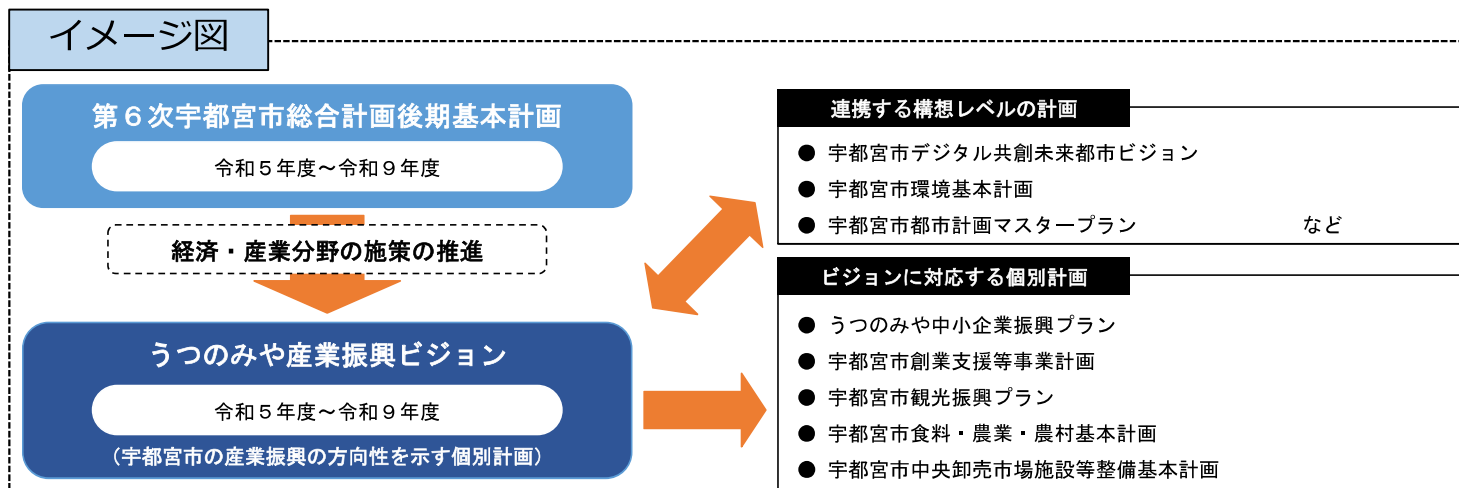 イメージ図
第６次宇都宮市総合計画後期基本計画
令和５年度～令和９年度
経済・産業分野の施策の推進
うつのみや産業振興ビジョン
令和５年度～令和９年度
（宇都宮市の産業振興の方向性を示す個別計画）
連携する構想レベルの計画
● 宇都宮市デジタル共創未来都市ビジョン
● 宇都宮市環境基本計画
● 宇都宮市都市計画マスタープラン　など
ビジョンに対応する個別計画
● うつのみや中小企業振興プラン
● 宇都宮市創業支援等事業計画
● 宇都宮市観光振興プラン
● 宇都宮市食料・農業・農村基本計画
● 宇都宮市中央卸売市場施設等整備基本計画